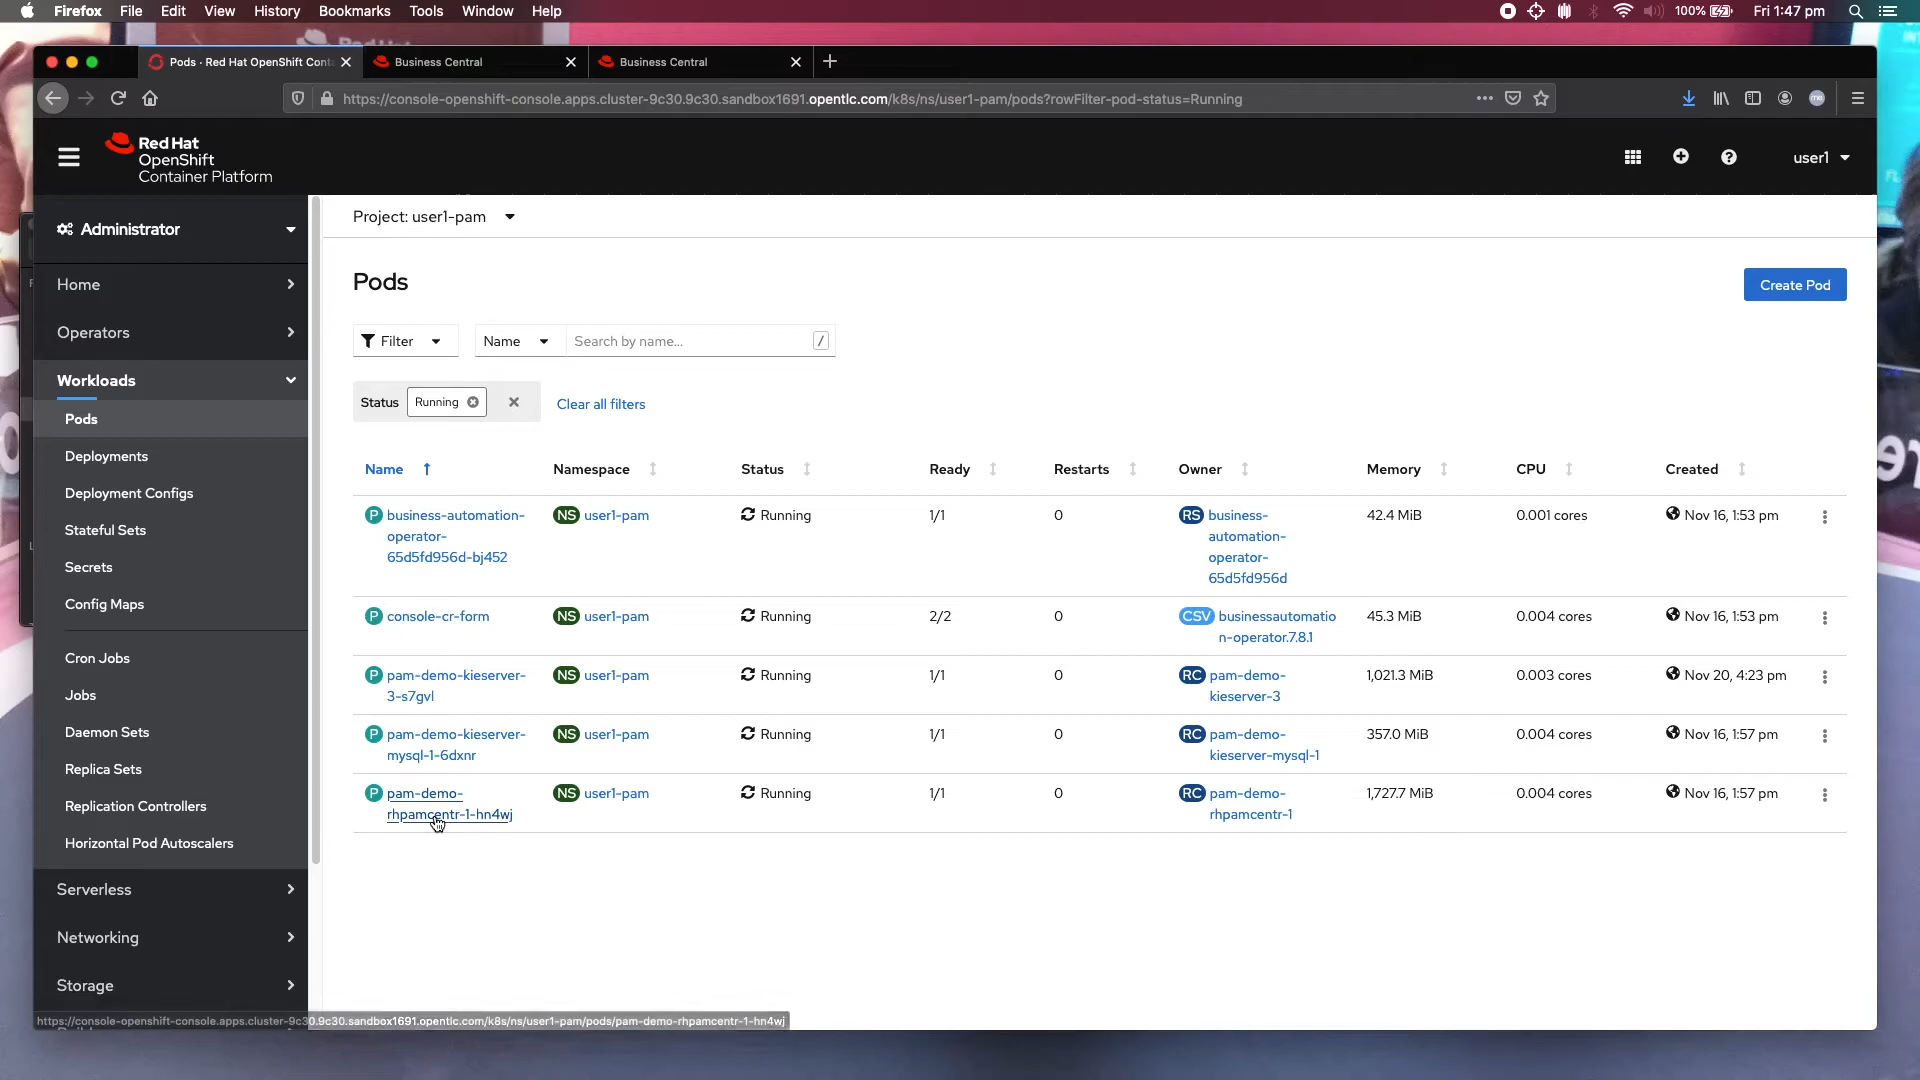 Firefox File Edit View History Bookmarks Tools Window Help
100% Fri 1:47 pm
Pods · Red Hat OpenShift Conta
Business Central
Business Central
https://console-openshift-console.apps.cluster-9c30.9c30.sandbox1691.opentlc.com/k8s/ns/user1-pam/pods?rowFilter-pod-status=Running
Red Hat
OpenShift
Container Platform
user1
Administrator
Home
Operators
Workloads
Pods
Deployments
Deployment Configs
Stateful Sets
Secrets
Config Maps
Cron Jobs
Jobs
Daemon Sets
Replica Sets
Replication Controllers
Horizontal Pod Autoscalers
Serverless
Networking
Storage
Project: user1-pam
Pods
Create Pod
Filter
Name
Search by name...
/
Status Running
Clear all filters
Name Namespace Status Ready Restarts Owner Memory CPU Created
P business-automation- NS user1-pam Running 1/1 0 RS business- 42.4 MiB 0.001 cores Nov 16, 1:53 pm
operator- automation-
65d5fd956d-bj452 operator-
65d5fd956d
P console-cr-form NS user1-pam Running 2/2 0 CSV businessautomatio 45.3 MiB 0.004 cores Nov 16, 1:53 pm
n-operator.7.8.1
P pam-demo-kieserver- NS user1-pam Running 1/1 0 RC pam-demo- 1,021.3 MiB 0.003 cores Nov 20, 4:23 pm
3-s7gvl kieserver-3
P pam-demo-kieserver- NS user1-pam Running 1/1 0 RC pam-demo- 357.0 MiB 0.004 cores Nov 16, 1:57 pm
mysql-1-6dxnr kieserver-mysql-1
P pam-demo- NS user1-pam Running 1/1 0 RC pam-demo- 1,727.7 MiB 0.004 cores Nov 16, 1:57 pm
rhpamcentr-1-hn4wj rhpamcentr-1
https://console-openshift-console.apps.cluster-9c30.9c30.sandbox1691.opentlc.com/k8s/ns/user1-pam/pods/pam-demo-rhpamcentr-1-hn4wj